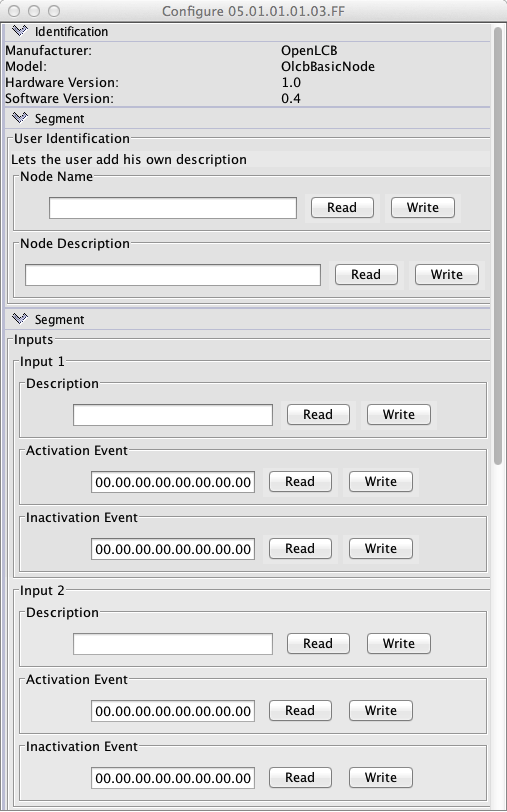 Configure 05.01.01.01.03.FF
Identification
Manufacturer: OpenLCB
Model: OlcbBasicNode
Hardware Version: 1.0
Software Version: 0.4
Segment
User Identification
Lets the user add his own description
Node Name
Read Write
Node Description
Read Write
Segment
Inputs
Input 1
Description
Read Write
Activation Event
00.00.00.00.00.00.00.00 Read Write
Inactivation Event
00.00.00.00.00.00.00.00 Read Write
Input 2
Description
Read Write
Activation Event
00.00.00.00.00.00.00.00 Read Write
Inactivation Event
00.00.00.00.00.00.00.00 Read Write